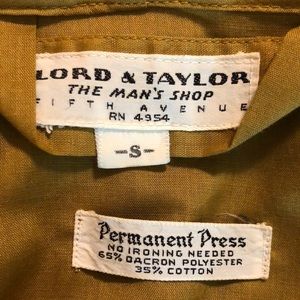 LORD & TAYLOR
THE MAN'S SHOP
FIFTH AVENUE
RN 4954
-S-
Permanent Press
NO IRONING NEEDED
65% DACRON POLYESTER
35% COTTON